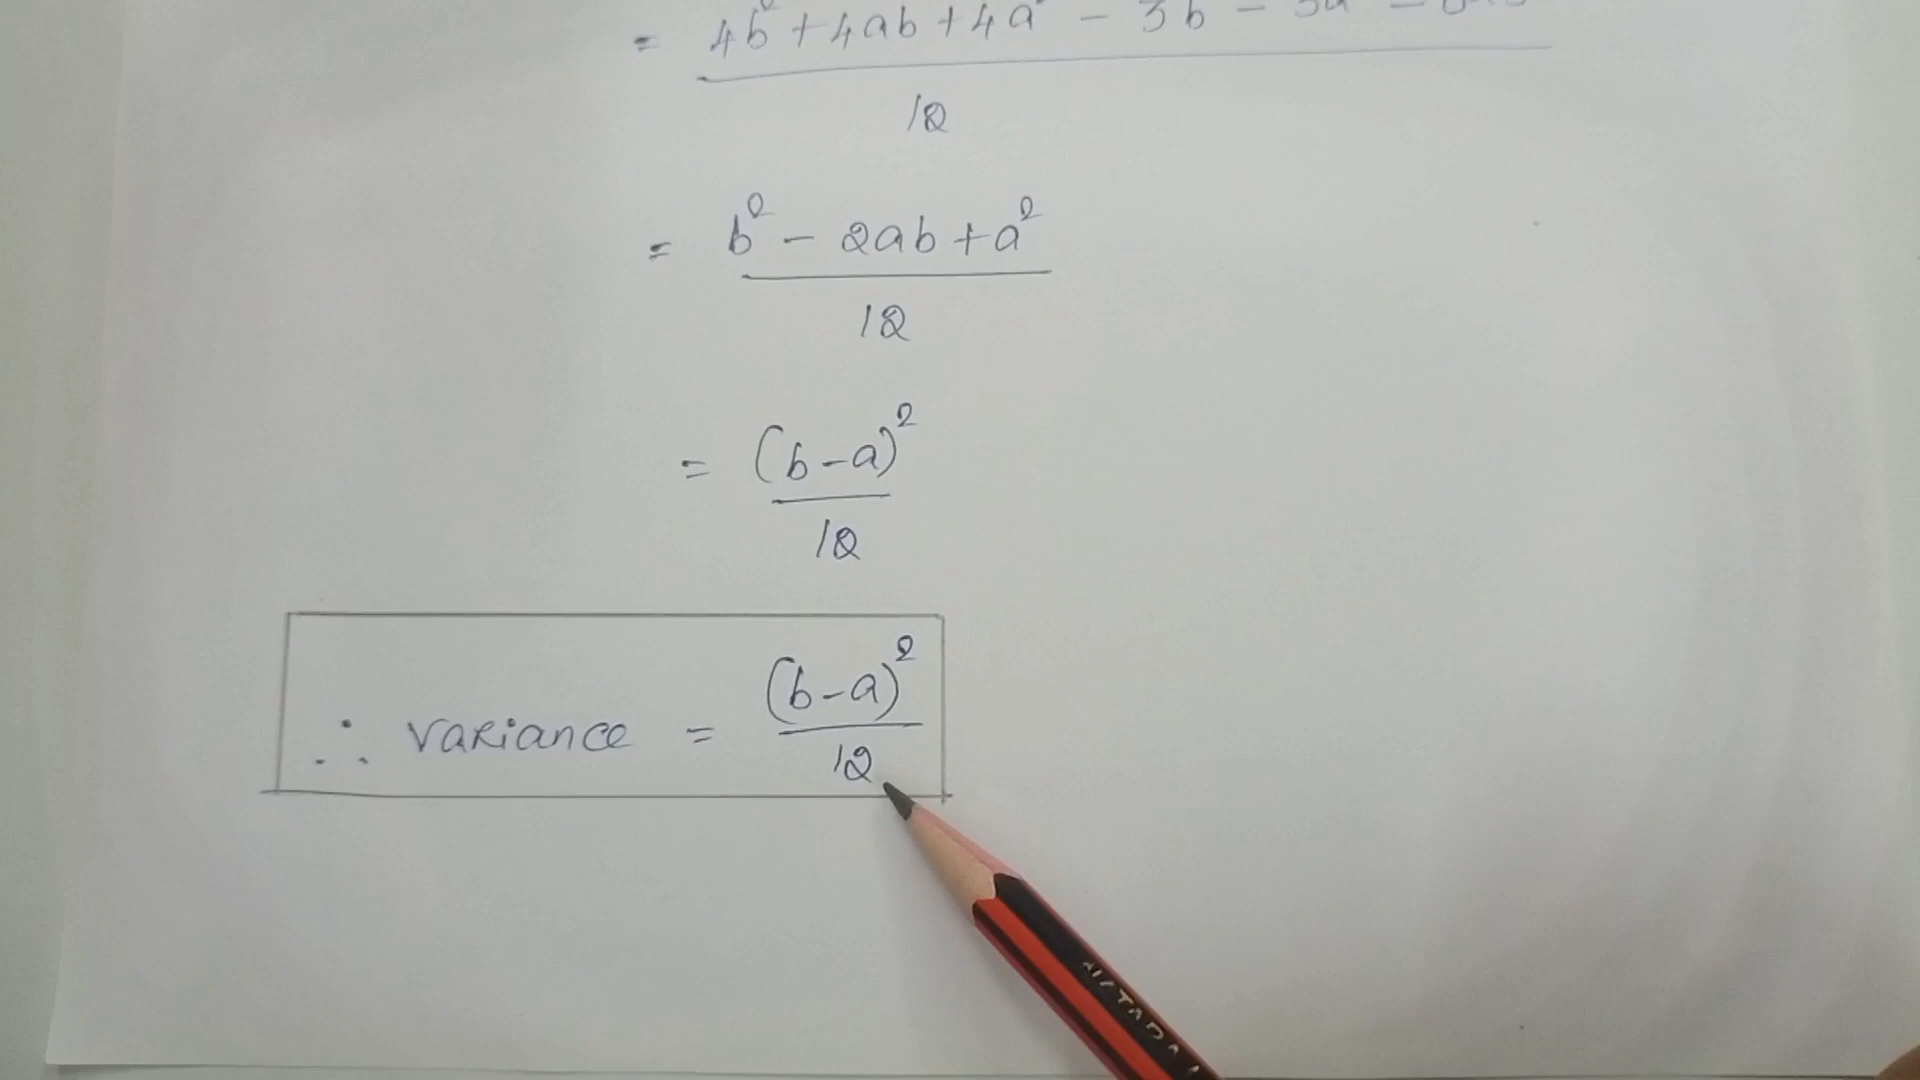 = 4b² + 4ab + 4a² - 3b
12
= b² - 2ab + a²
12
= (b-a)²
12
∴ variance = (b-a)²
12